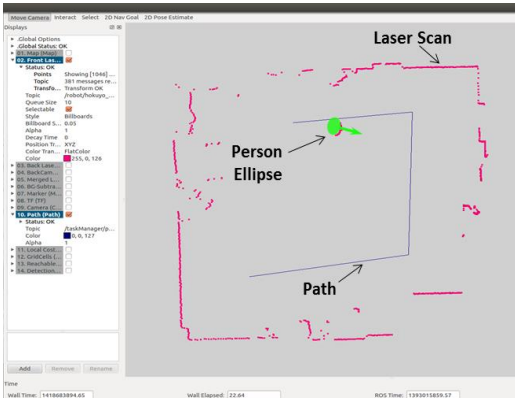 Move Camera Interact Select 2D Nav Goal 2D Pose Estimate
Displays
.Global Options
.Global Status: OK
01. Map (Map)
02. Front Las...
Status: OK
Points Showing [1046] ...
Topic 381 messages re...
Transfo... Transform OK
Topic /robot/hokuyo_...
Queue Size 10
Selectable
Style Billboards
Billboard S... 0.05
Alpha 1
Decay Time 0
Position Tr... XYZ
Color Tran... FlatColor
Color 255, 0, 126
03. Back Lase...
04. BackCam...
05. Merged L...
06. BG-Subtra...
07. Marker (M...
08. TF (TF)
09. Camera (C...
10. Path (Path)
Status: OK
Topic /taskManager/p...
Color 0, 0, 127
Alpha 1
11. Local Cost...
12. GridCells (...
13. Reachable...
14. Detection...
Add Remove Rename
Laser Scan
Person
Ellipse
Path
Time
Wall Time: 1418683894.65 Wall Elapsed: 22.64 ROS Time: 1393015859.57